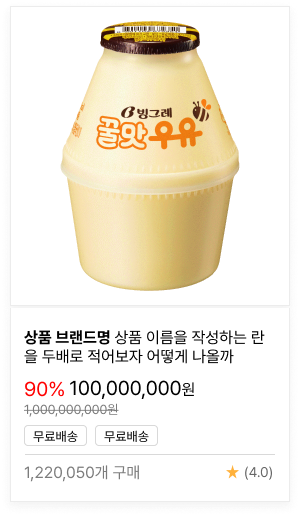 빙그레
꿀맛우유
상품 브랜드명 상품 이름을 작성하는 란
을 두배로 적어보자 어떻게 나올까
90% 100,000,000원
1,000,000,000원
무료배송 무료배송
1,220,050개 구매 (4.0)